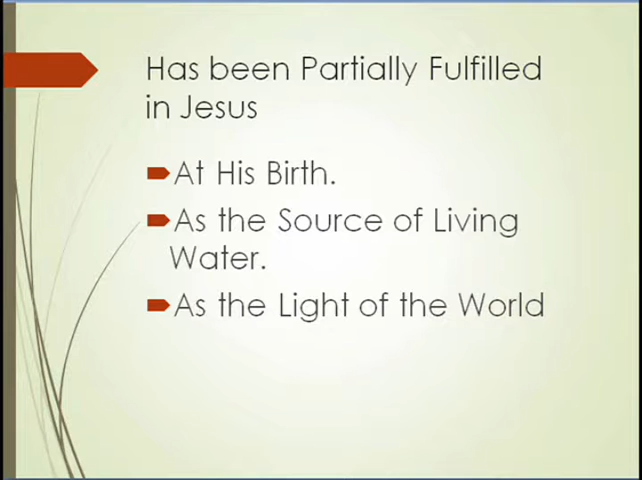 Has been Partially Fulfilled
in Jesus
At His Birth.
As the Source of Living
Water.
As the Light of the World